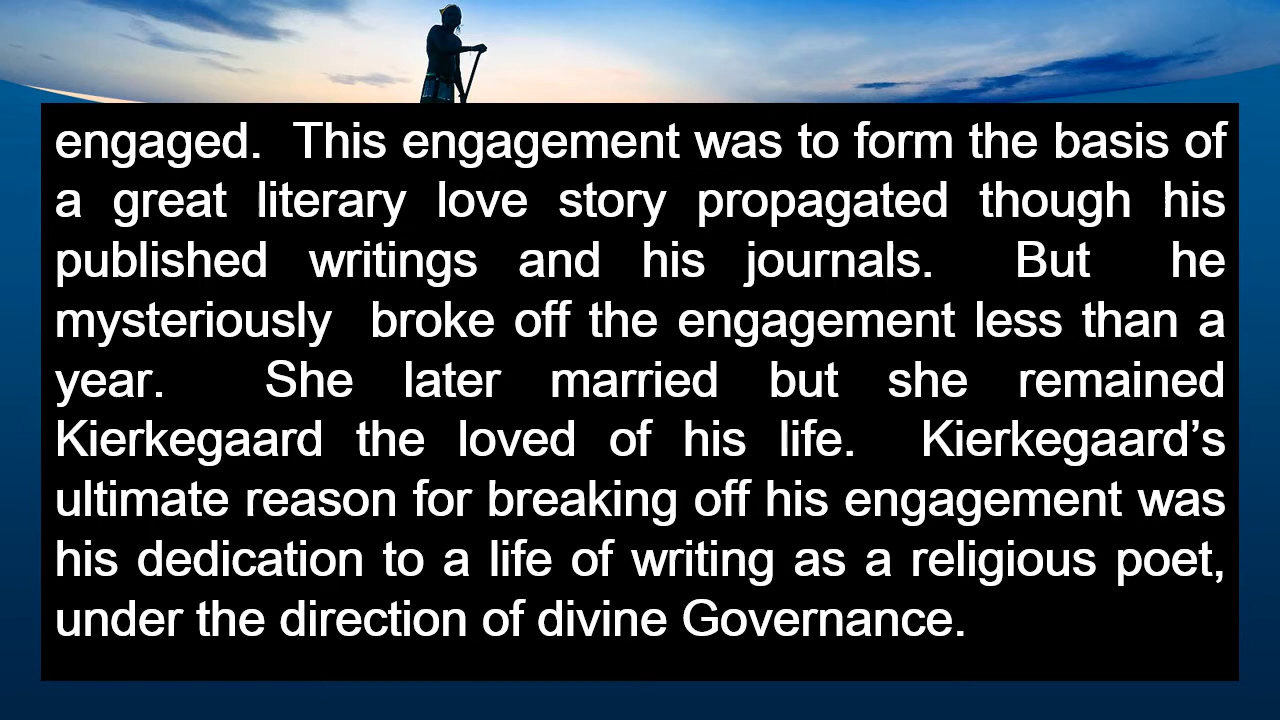 engaged. This engagement was to form the basis of
a great literary love story propagated though his
published writings and his journals. But he
mysteriously broke off the engagement less than a
year. She later married but she remained
Kierkegaard the loved of his life. Kierkegaard’s
ultimate reason for breaking off his engagement was
his dedication to a life of writing as a religious poet,
under the direction of divine Governance.